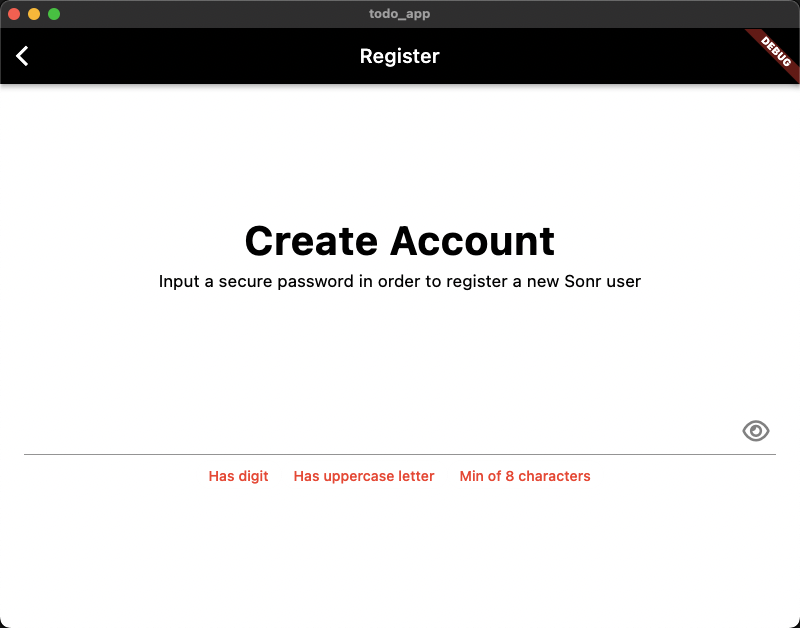 todo_app
Register
DEBUG
Create Account
Input a secure password in order to register a new Sonr user
Has digit Has uppercase letter Min of 8 characters